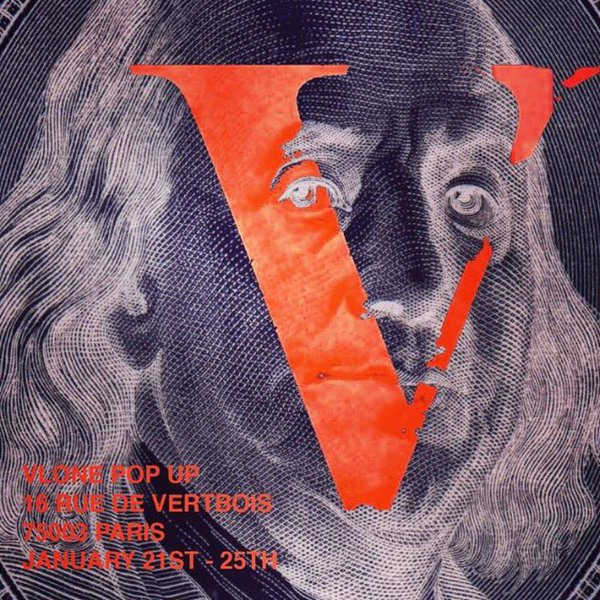 V
VLONE POP UP
16 RUE DE VERTBOIS
75003 PARIS
JANUARY 21ST - 25TH